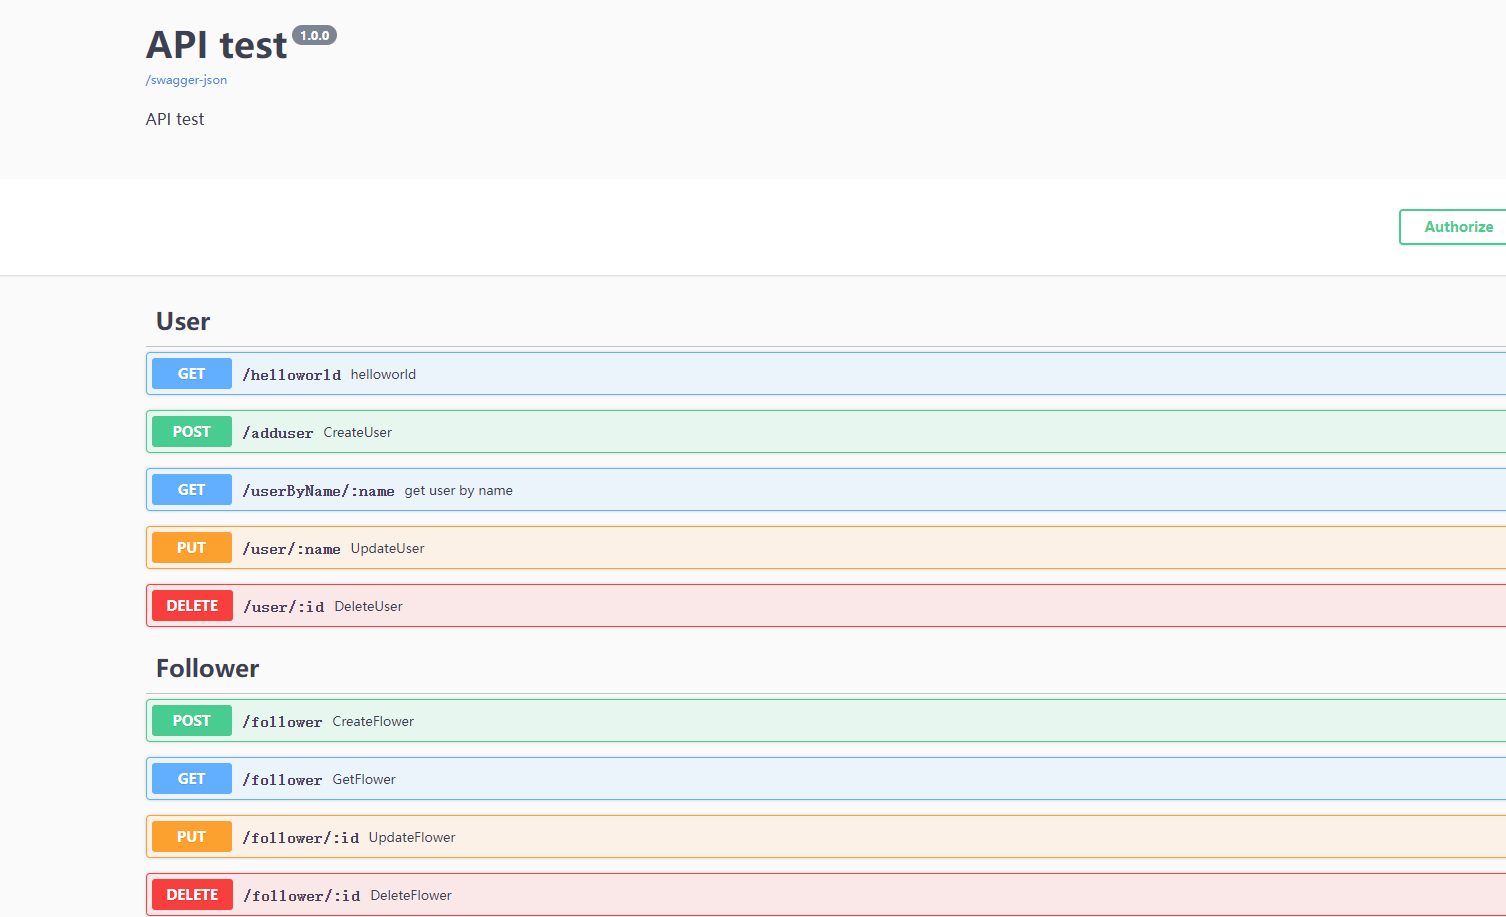 API test 1.0.0
/swagger-json
API test
Authorize
User
GET /helloworld helloworld
POST /adduser CreateUser
GET /userByName/:name get user by name
PUT /user/:name UpdateUser
DELETE /user/:id DeleteUser
Follower
POST /follower CreateFlower
GET /follower GetFlower
PUT /follower/:id UpdateFlower
DELETE /follower/:id DeleteFlower